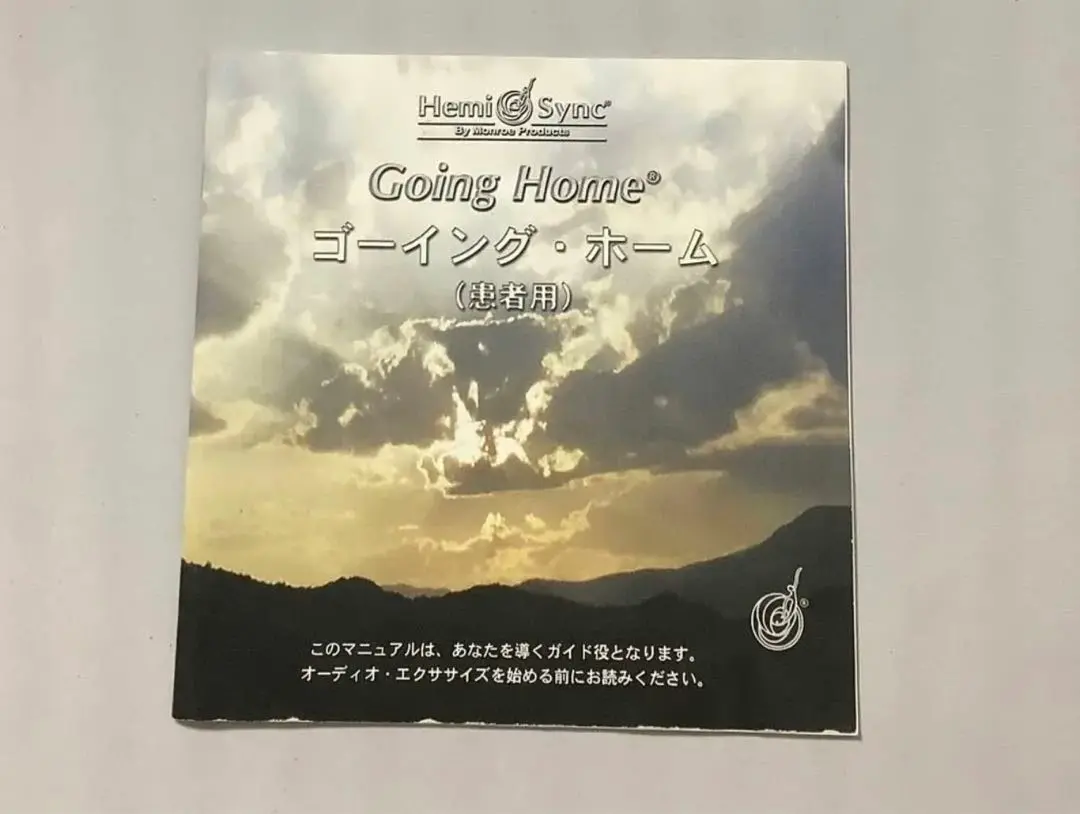 Hemi Sync®
By Monroe Products
Going Home®
ゴーイング・ホーム
(患者用)
®
このマニュアルは、あなたを導くガイド役となります。
オーディオ・エクササイズを始める前にお読みください。